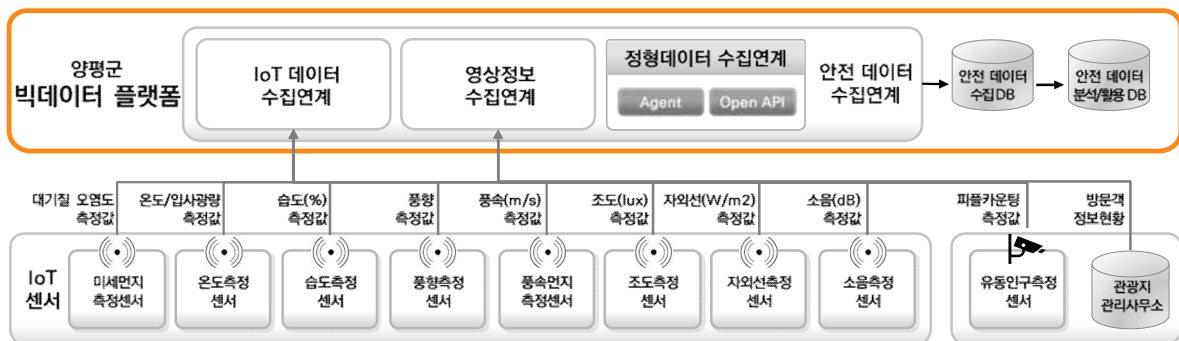 양평군
빅데이터 플랫폼
IoT 데이터
수집연계
영상정보
수집연계
정형데이터 수집연계
Agent
Open API
안전 데이터
수집연계
안전 데이터
수집DB
안전 데이터
분석/활용 DB
대기질 오염도
측정값
온도/입사광량
측정값
습도(%)
측정값
풍향
측정값
풍속(m/s)
측정값
조도(lux)
측정값
자외선(W/m2)
측정값
소음(dB)
측정값
피플카운팅
측정값
방문객
정보현황
IoT
센서
미세먼지
측정센서
온도측정
센서
습도측정
센서
풍향측정
센서
풍속먼지
측정센서
조도측정
센서
자외선측정
센서
소음측정
센서
유동인구측정
센서
관광지
관리사무소